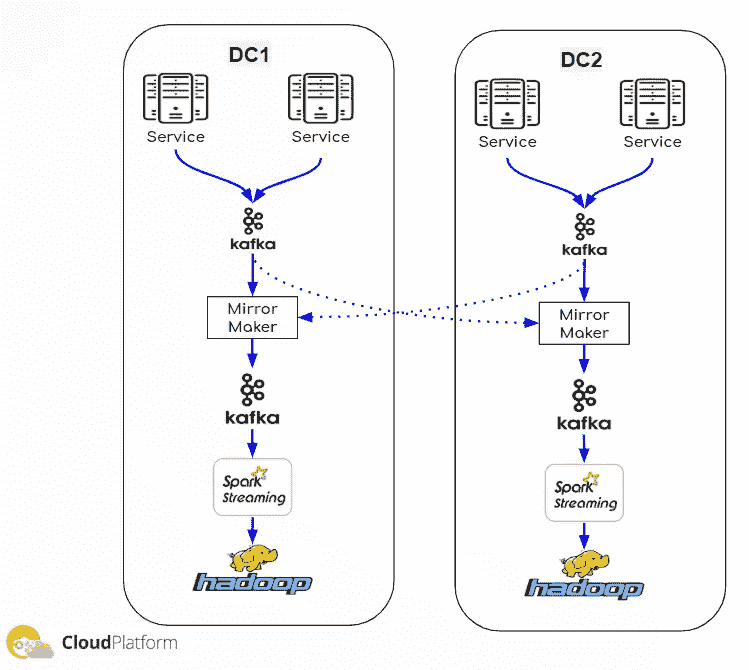 DC1
Service
Service
kafka
Mirror
Maker
kafka
Spark
Streaming
hadoop
DC2
Service
Service
kafka
Mirror
Maker
kafka
Spark
Streaming
hadoop
CloudPlatform